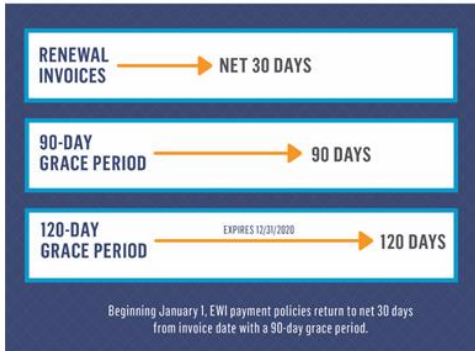 RENEWAL
INVOICES
NET 30 DAYS
90-DAY
GRACE PERIOD
90 DAYS
120-DAY
GRACE PERIOD
EXPIRES 12/31/2020
120 DAYS
Beginning January 1, EWI payment policies return to net 30 days
from invoice date with a 90-day grace period.